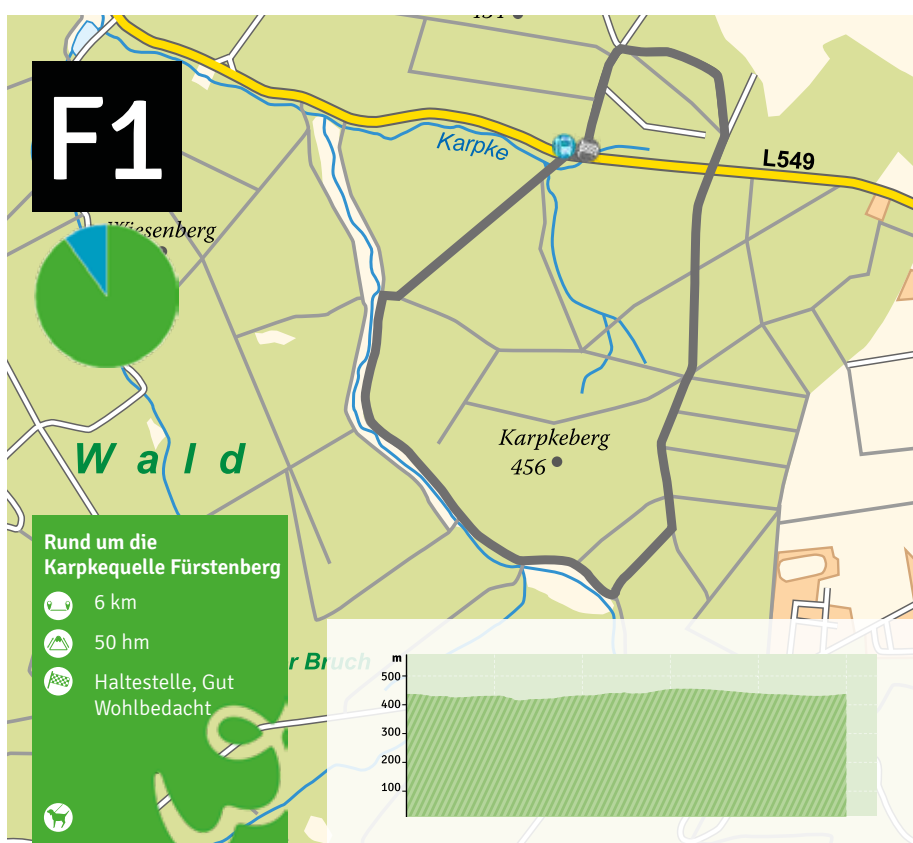 F1
Karpke
L549
Wiesenberg
Wald
Karpkeberg
456
Rund um die
Karpkequelle Fürstenberg
6 km
50 hm
Haltestelle, Gut
Wohlbedacht
r Bruch
m
500
400
300
200
100